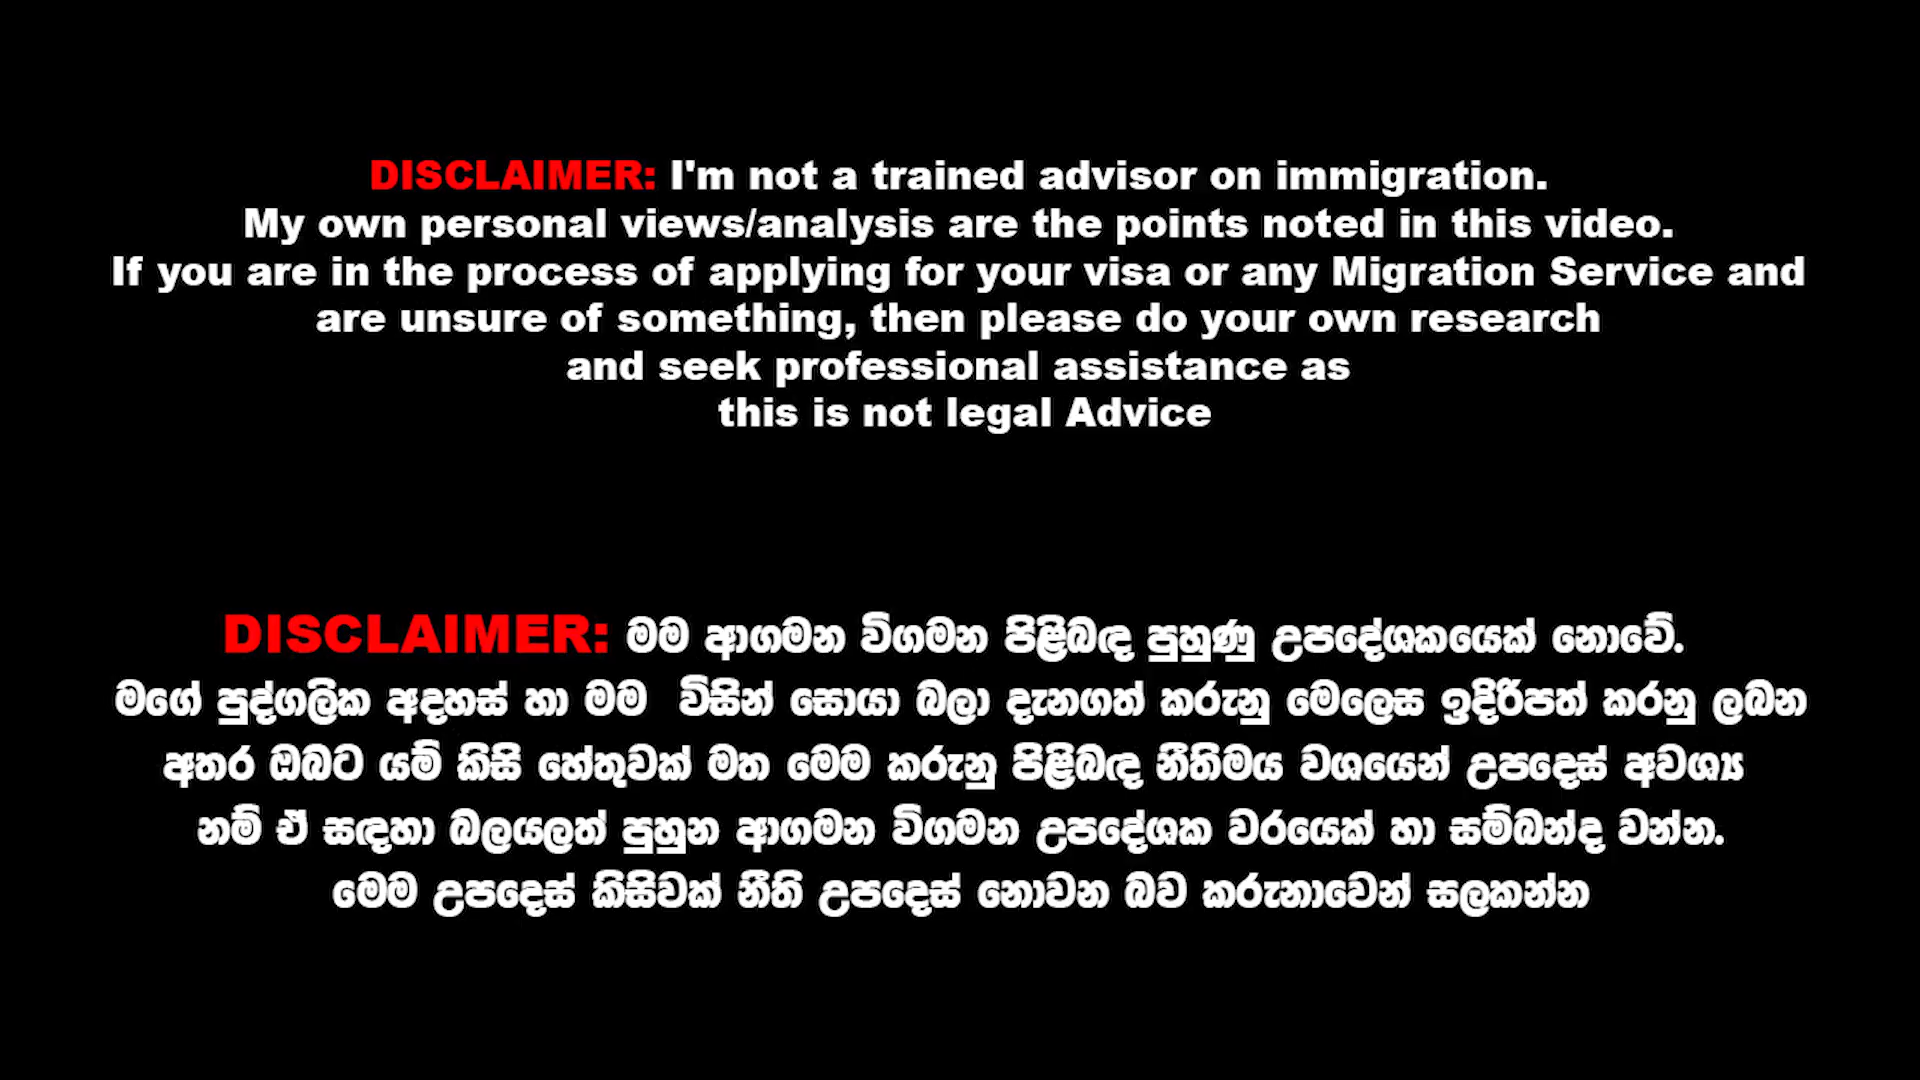 DISCLAIMER: I'm not a trained advisor on immigration.
My own personal views/analysis are the points noted in this video.
If you are in the process of applying for your visa or any Migration Service and
are unsure of something, then please do your own research
and seek professional assistance as
this is not legal Advice
DISCLAIMER: මම ආගමන විගමන පිළිබඳ පුහුණු උපදේශකයෙක් නොවේ.
මගේ පුද්ගලික අදහස් හා මම විසින් සොයා බලා දැනගත් කරුනු මෙලෙස ඉදිරිපත් කරනු ලබන
අතර ඔබට යම් කිසි හේතුවක් මත මෙම කරුනු පිළිබඳ නීතිමය වශයෙන් උපදෙස් අවශ්‍ය
නම් ඒ සඳහා බලයලත් පුහුන ආගමන විගමන උපදේශක වරයෙක් හා සම්බන්ද වන්න.
මෙම උපදෙස් කිසිවක් නීති උපදෙස් නොවන බව කරුනාවෙන් සලකන්න